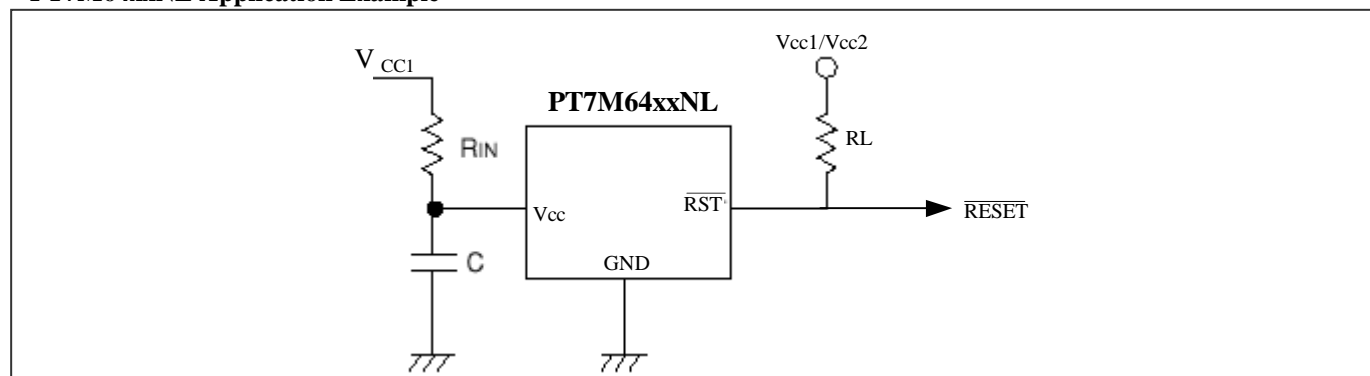 Vcc1/Vcc2
V CC1
PT7M64xxNL
RIN
RL
Vcc
RST
RESET
C
GND